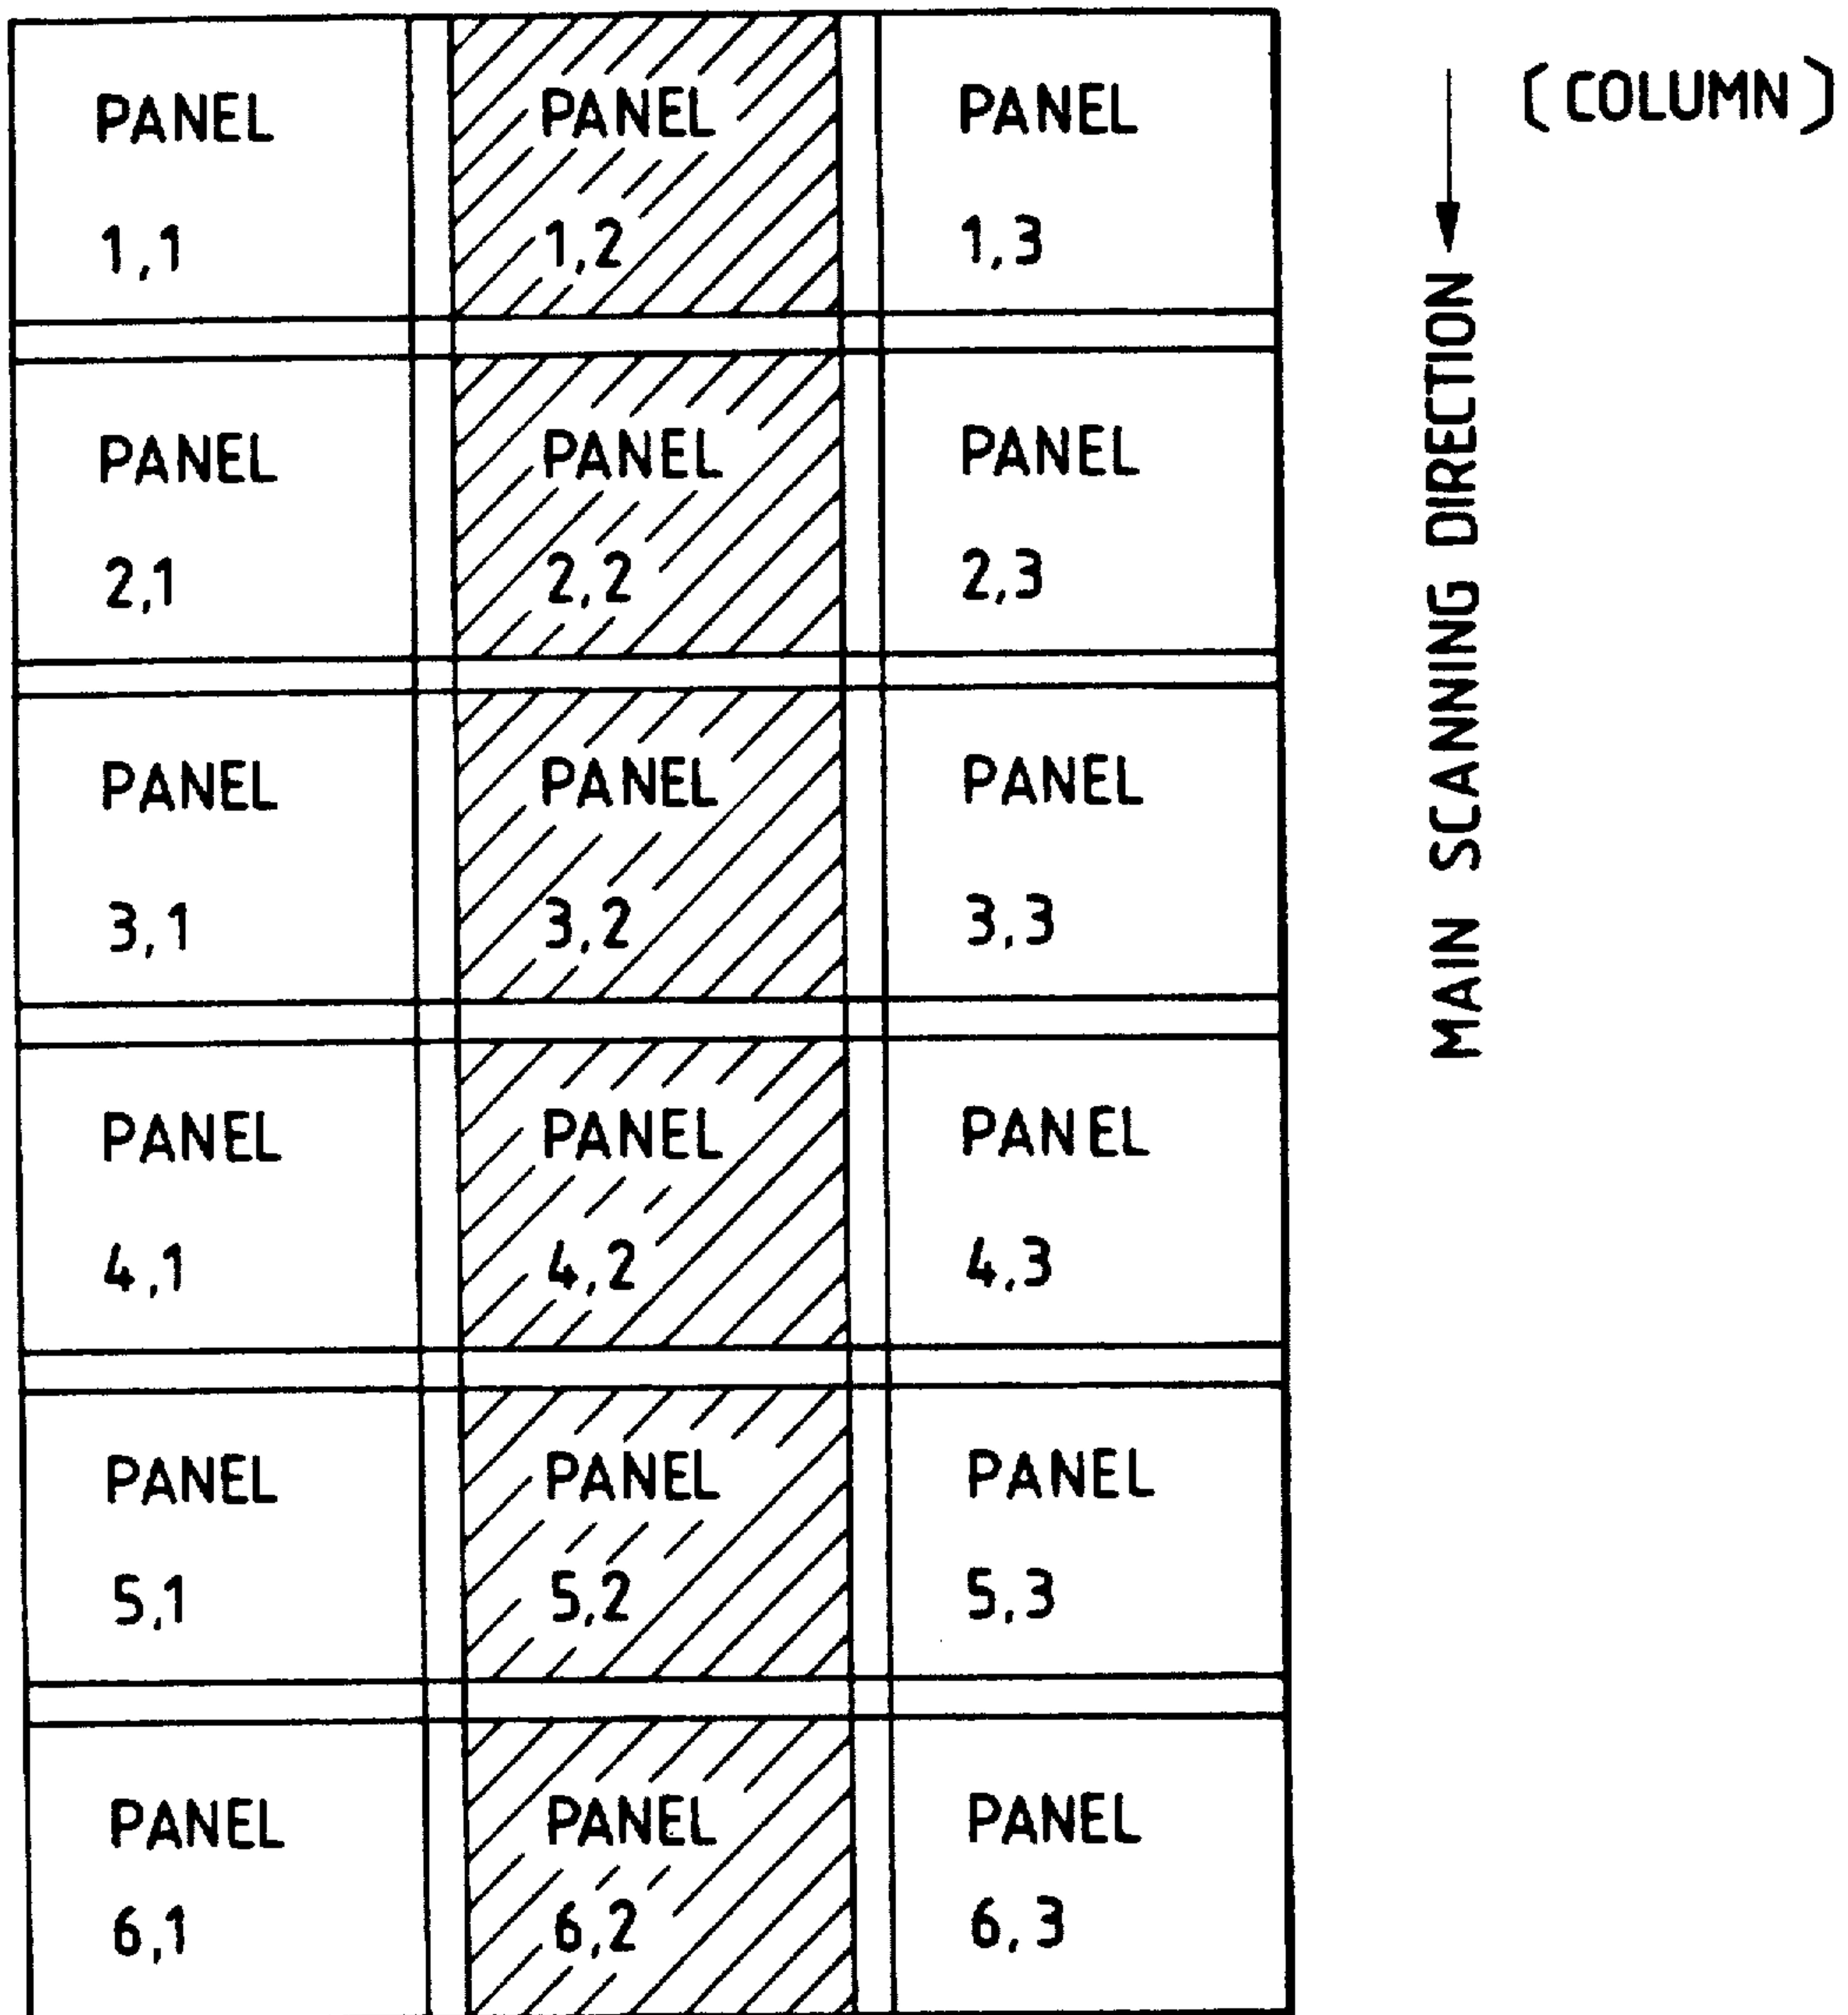 PANEL PANEL PANEL (COLUMN)
1,1 1,2 1,3
PANEL PANEL PANEL
2,1 2,2 2,3
PANEL PANEL PANEL
3,1 3,2 3,3
PANEL PANEL PANEL
4,1 4,2 4,3
PANEL PANEL PANEL
5,1 5,2 5,3
PANEL PANEL PANEL
6,1 6,2 6,3
MAIN SCANNING DIRECTION